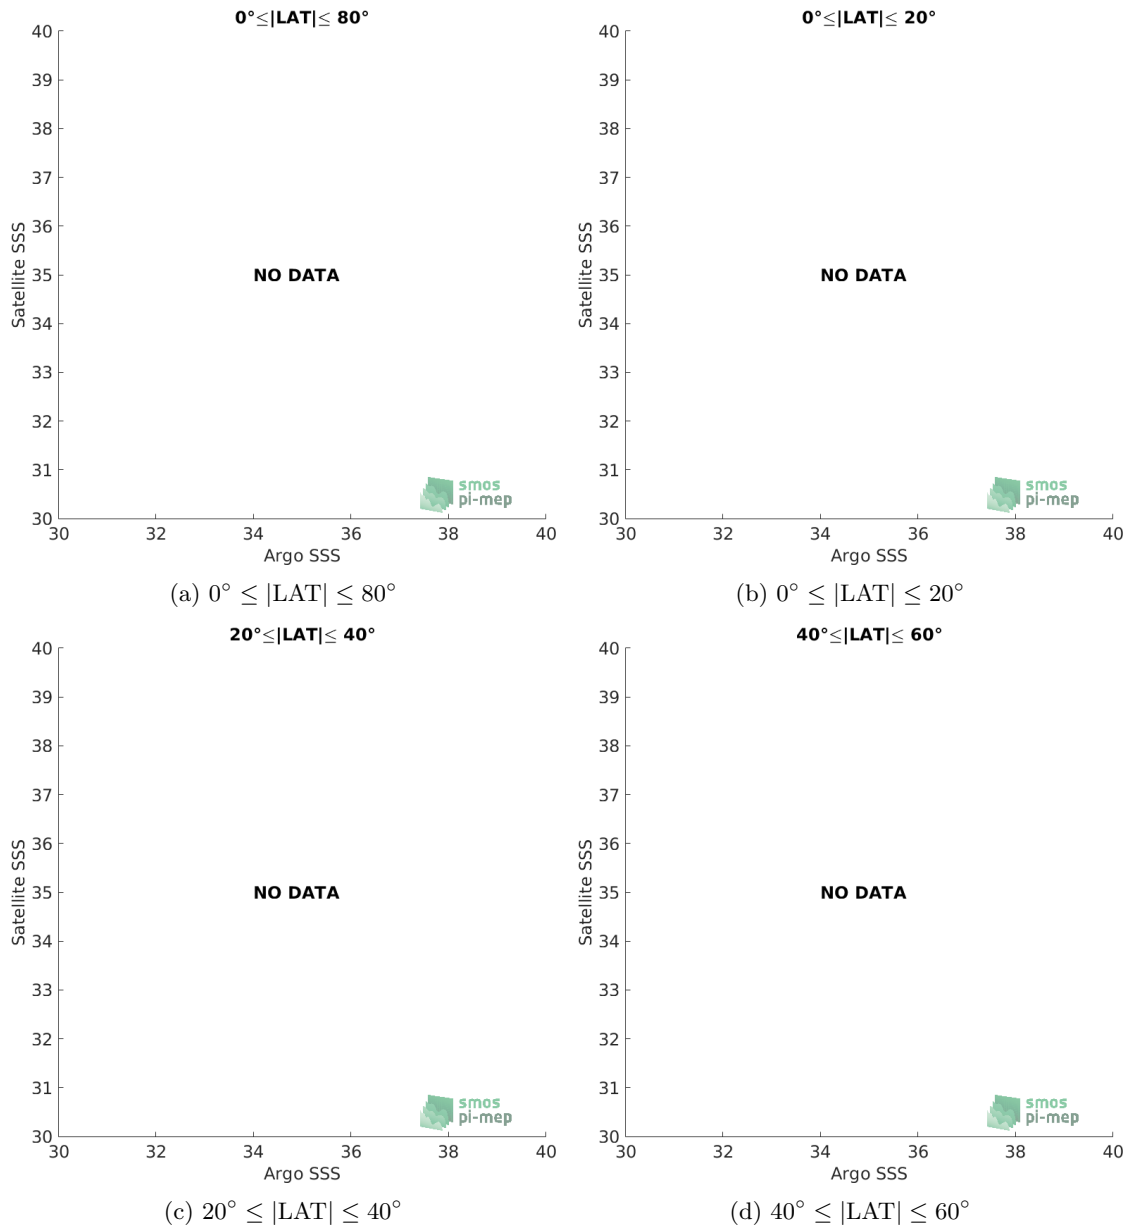 0°≤|LAT|≤ 80°
40
39
38
37
36
35
34
33
32
31
30
Satellite SSS
NO DATA
smos
pi-mep
30 32 34 36 38 40
Argo SSS
(a) 0° ≤ |LAT| ≤ 80°
0°≤|LAT|≤ 20°
40
39
38
37
36
35
34
33
32
31
30
Satellite SSS
NO DATA
smos
pi-mep
30 32 34 36 38 40
Argo SSS
(b) 0° ≤ |LAT| ≤ 20°
20°≤|LAT|≤ 40°
40
39
38
37
36
35
34
33
32
31
30
Satellite SSS
NO DATA
smos
pi-mep
30 32 34 36 38 40
Argo SSS
(c) 20° ≤ |LAT| ≤ 40°
40°≤|LAT|≤ 60°
40
39
38
37
36
35
34
33
32
31
30
Satellite SSS
NO DATA
smos
pi-mep
30 32 34 36 38 40
Argo SSS
(d) 40° ≤ |LAT| ≤ 60°